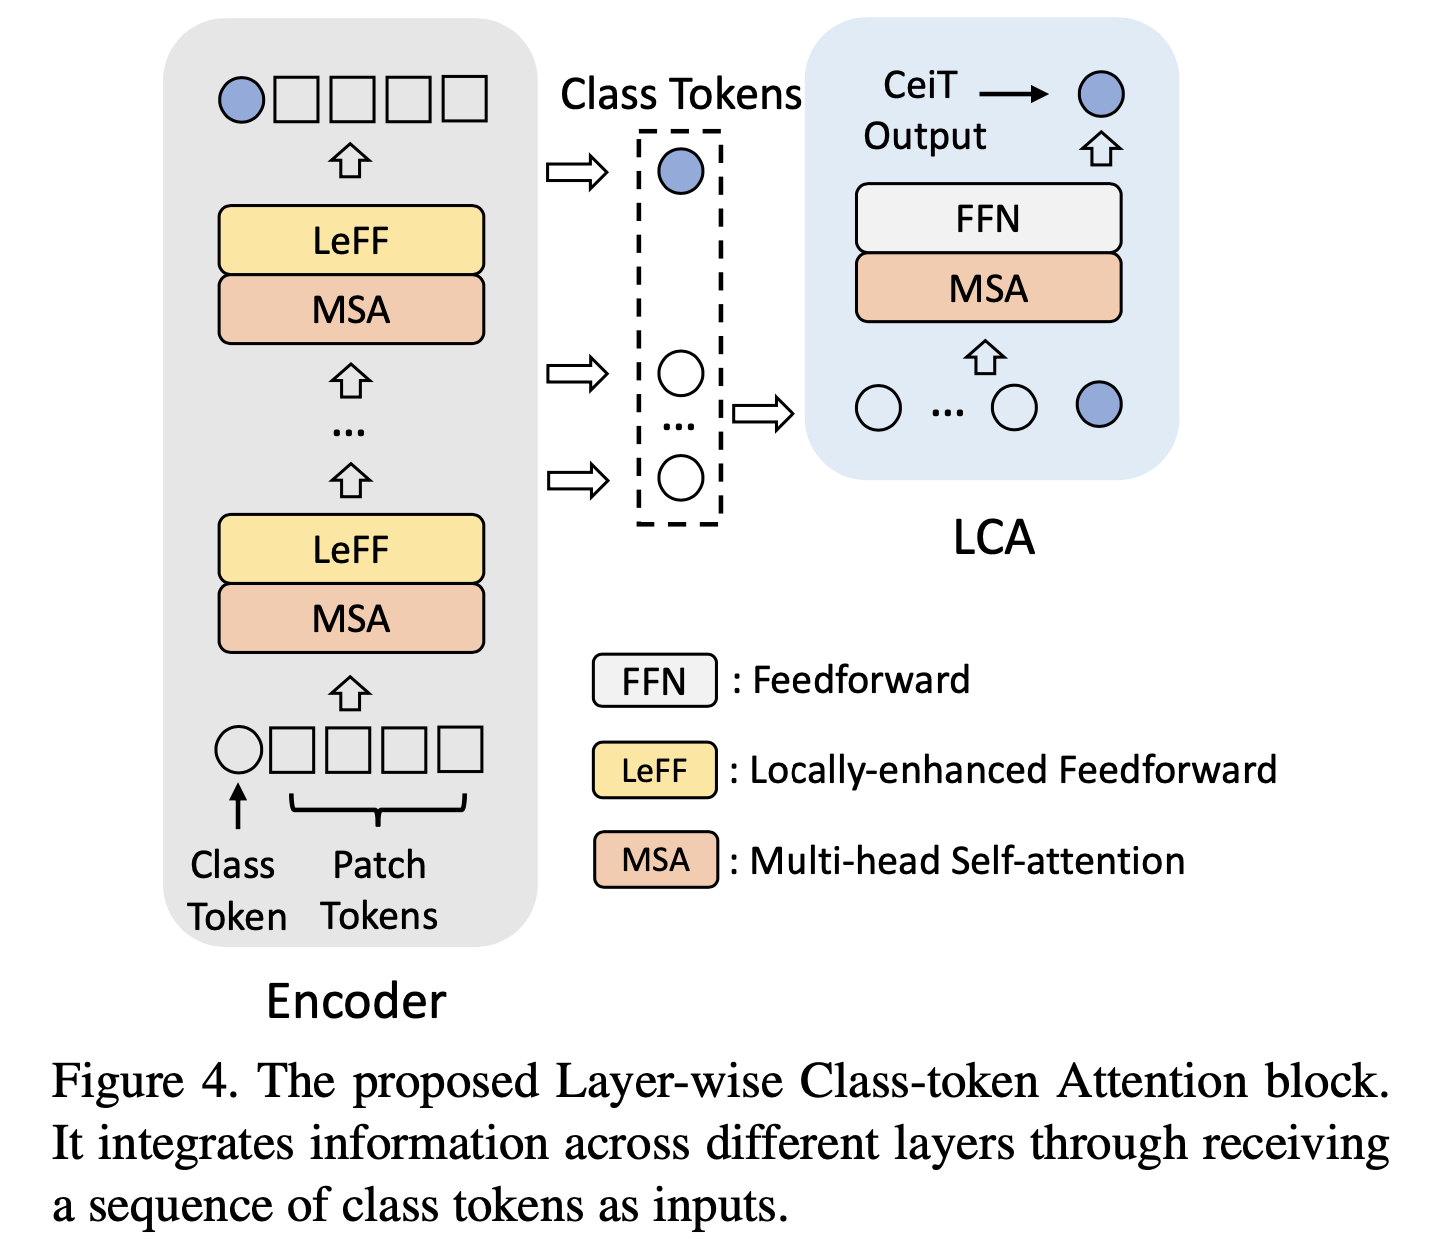 LeFF
MSA
...
LeFF
MSA
Class
Token
Patch
Tokens
Encoder
Class Tokens
...
CeiT
Output
FFN
MSA
...
LCA
FFN : Feedforward
LeFF : Locally-enhanced Feedforward
MSA : Multi-head Self-attention
Figure 4. The proposed Layer-wise Class-token Attention block.
It integrates information across different layers through receiving
a sequence of class tokens as inputs.